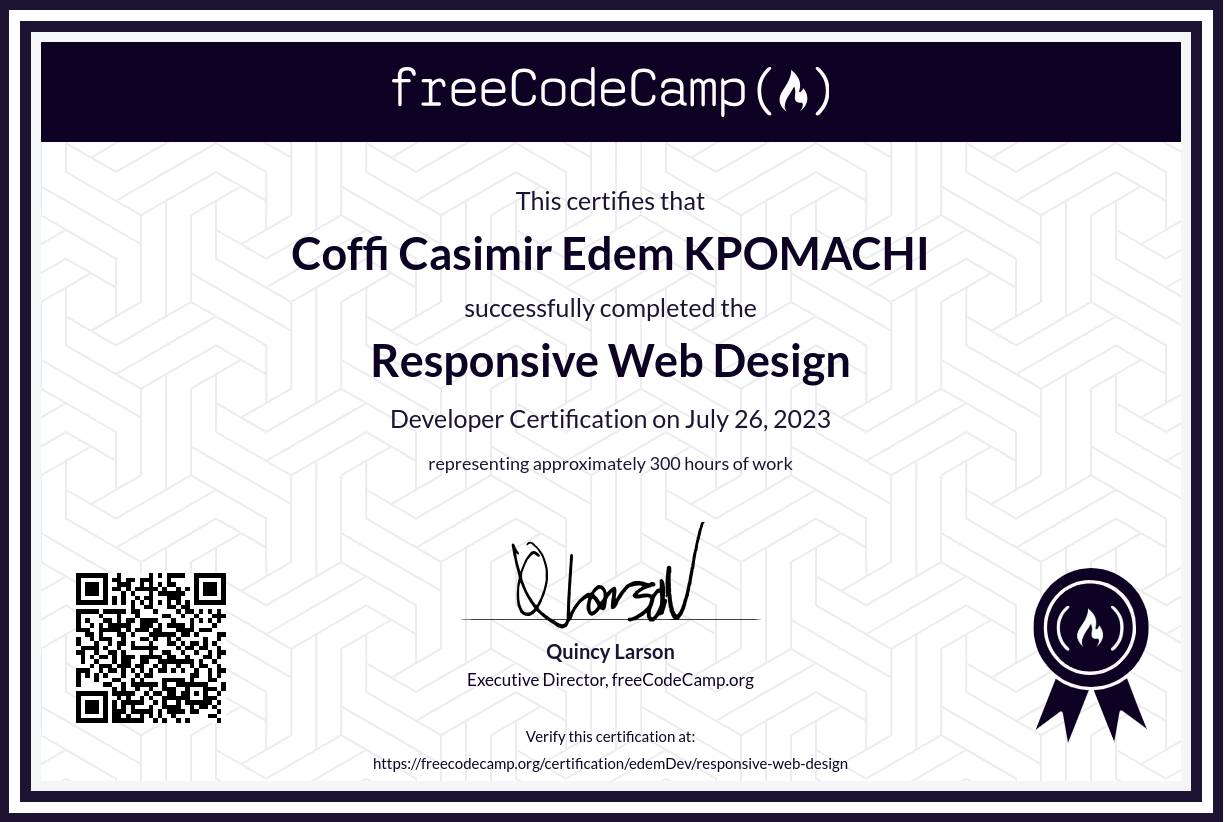 freeCodeCamp(🔥)
This certifies that
Coffi Casimir Edem KPOMACHI
successfully completed the
Responsive Web Design
Developer Certification on July 26, 2023
representing approximately 300 hours of work
Q Larson
Quincy Larson
Executive Director, freeCodeCamp.org
Verify this certification at:
https://freecodecamp.org/certification/edemDev/responsive-web-design